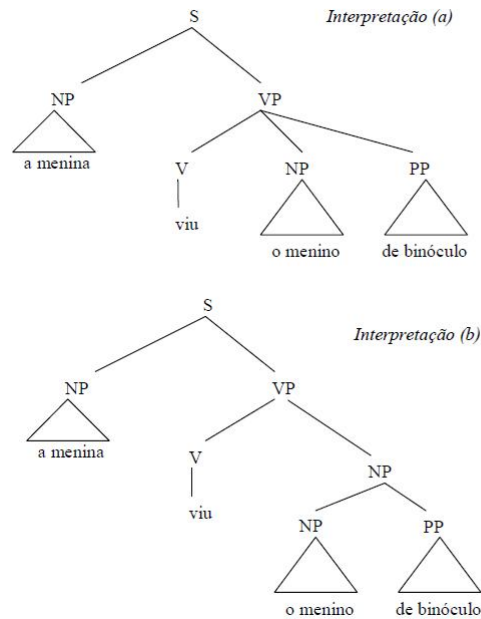 S Interpretação (a)
NP VP
a menina V NP PP
viu
o menino de binóculo
S
Interpretação (b)
NP VP
a menina V NP
viu
NP PP
o menino de binóculo